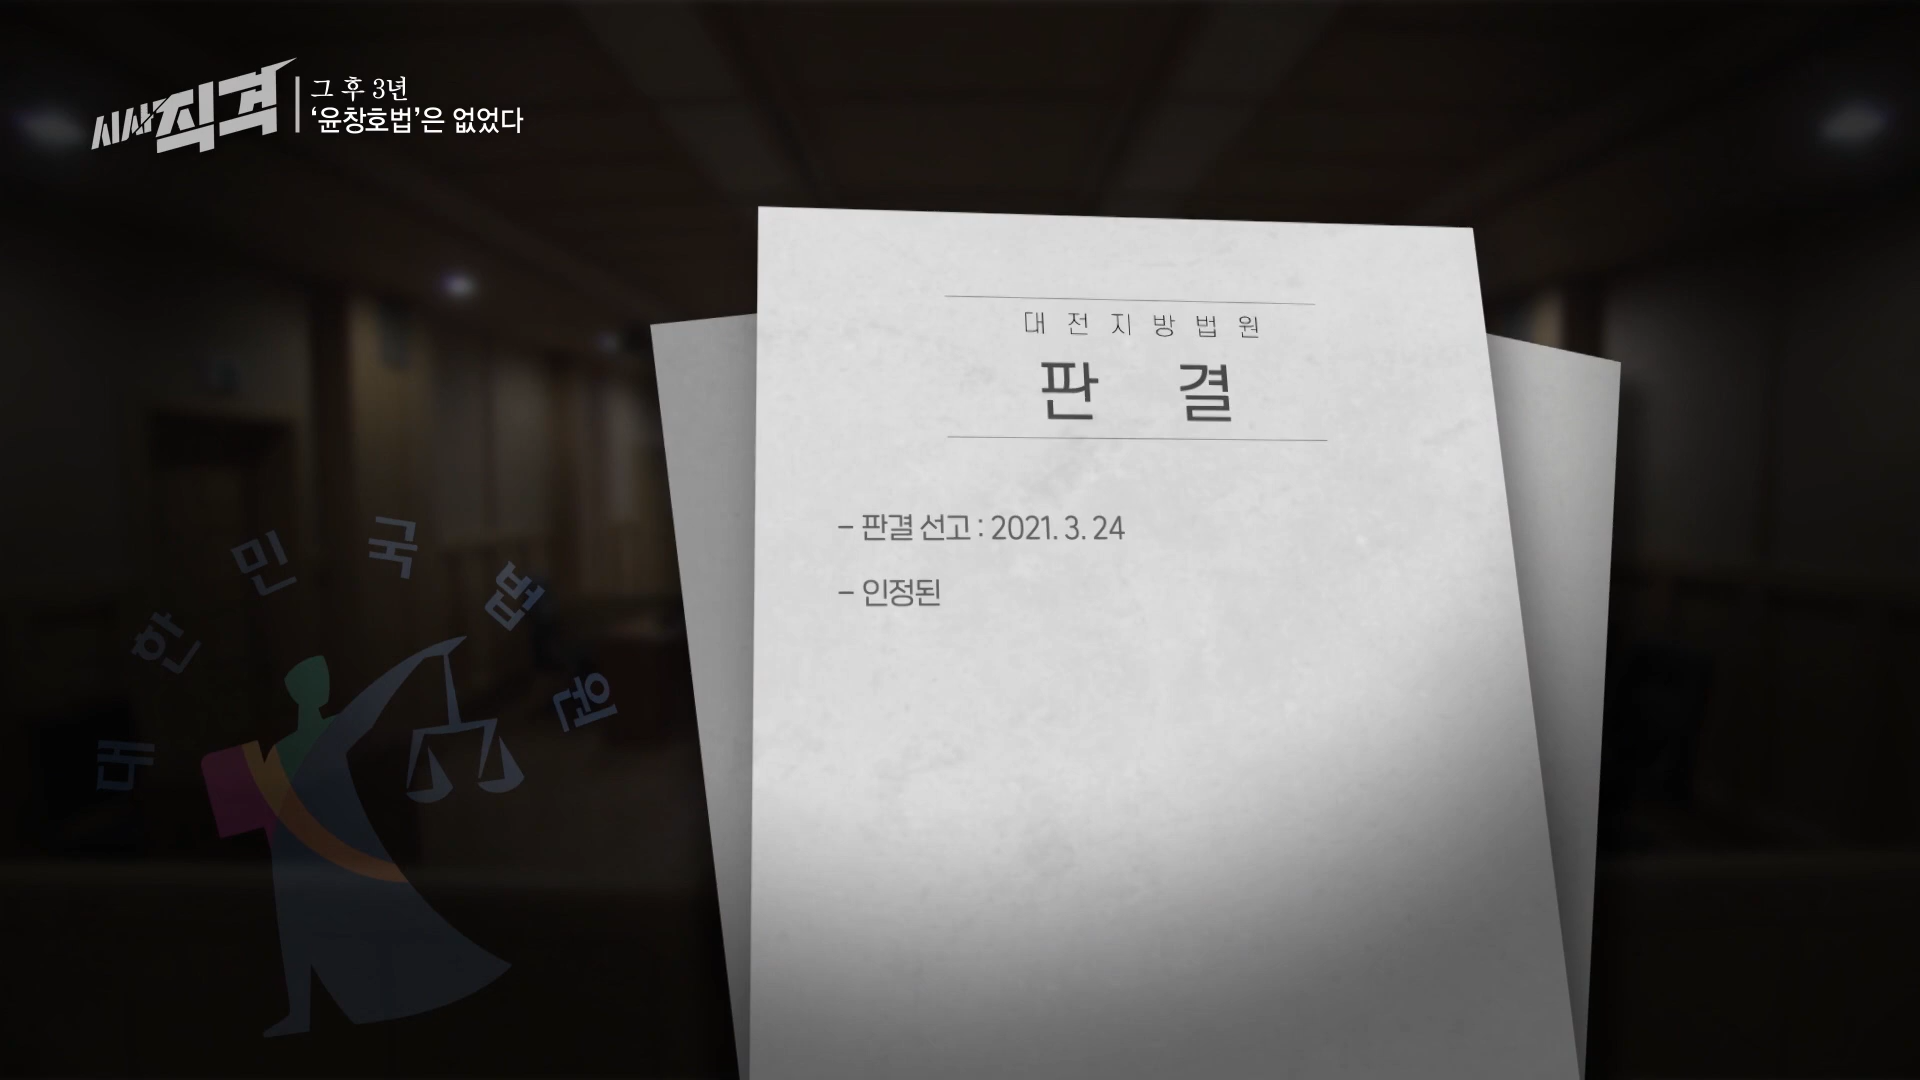 시사직격
그 후 3년
‘윤창호법’은 없었다
대전지방법원
판 결
- 판결 선고 : 2021. 3. 24
- 인정된
대한민국법원